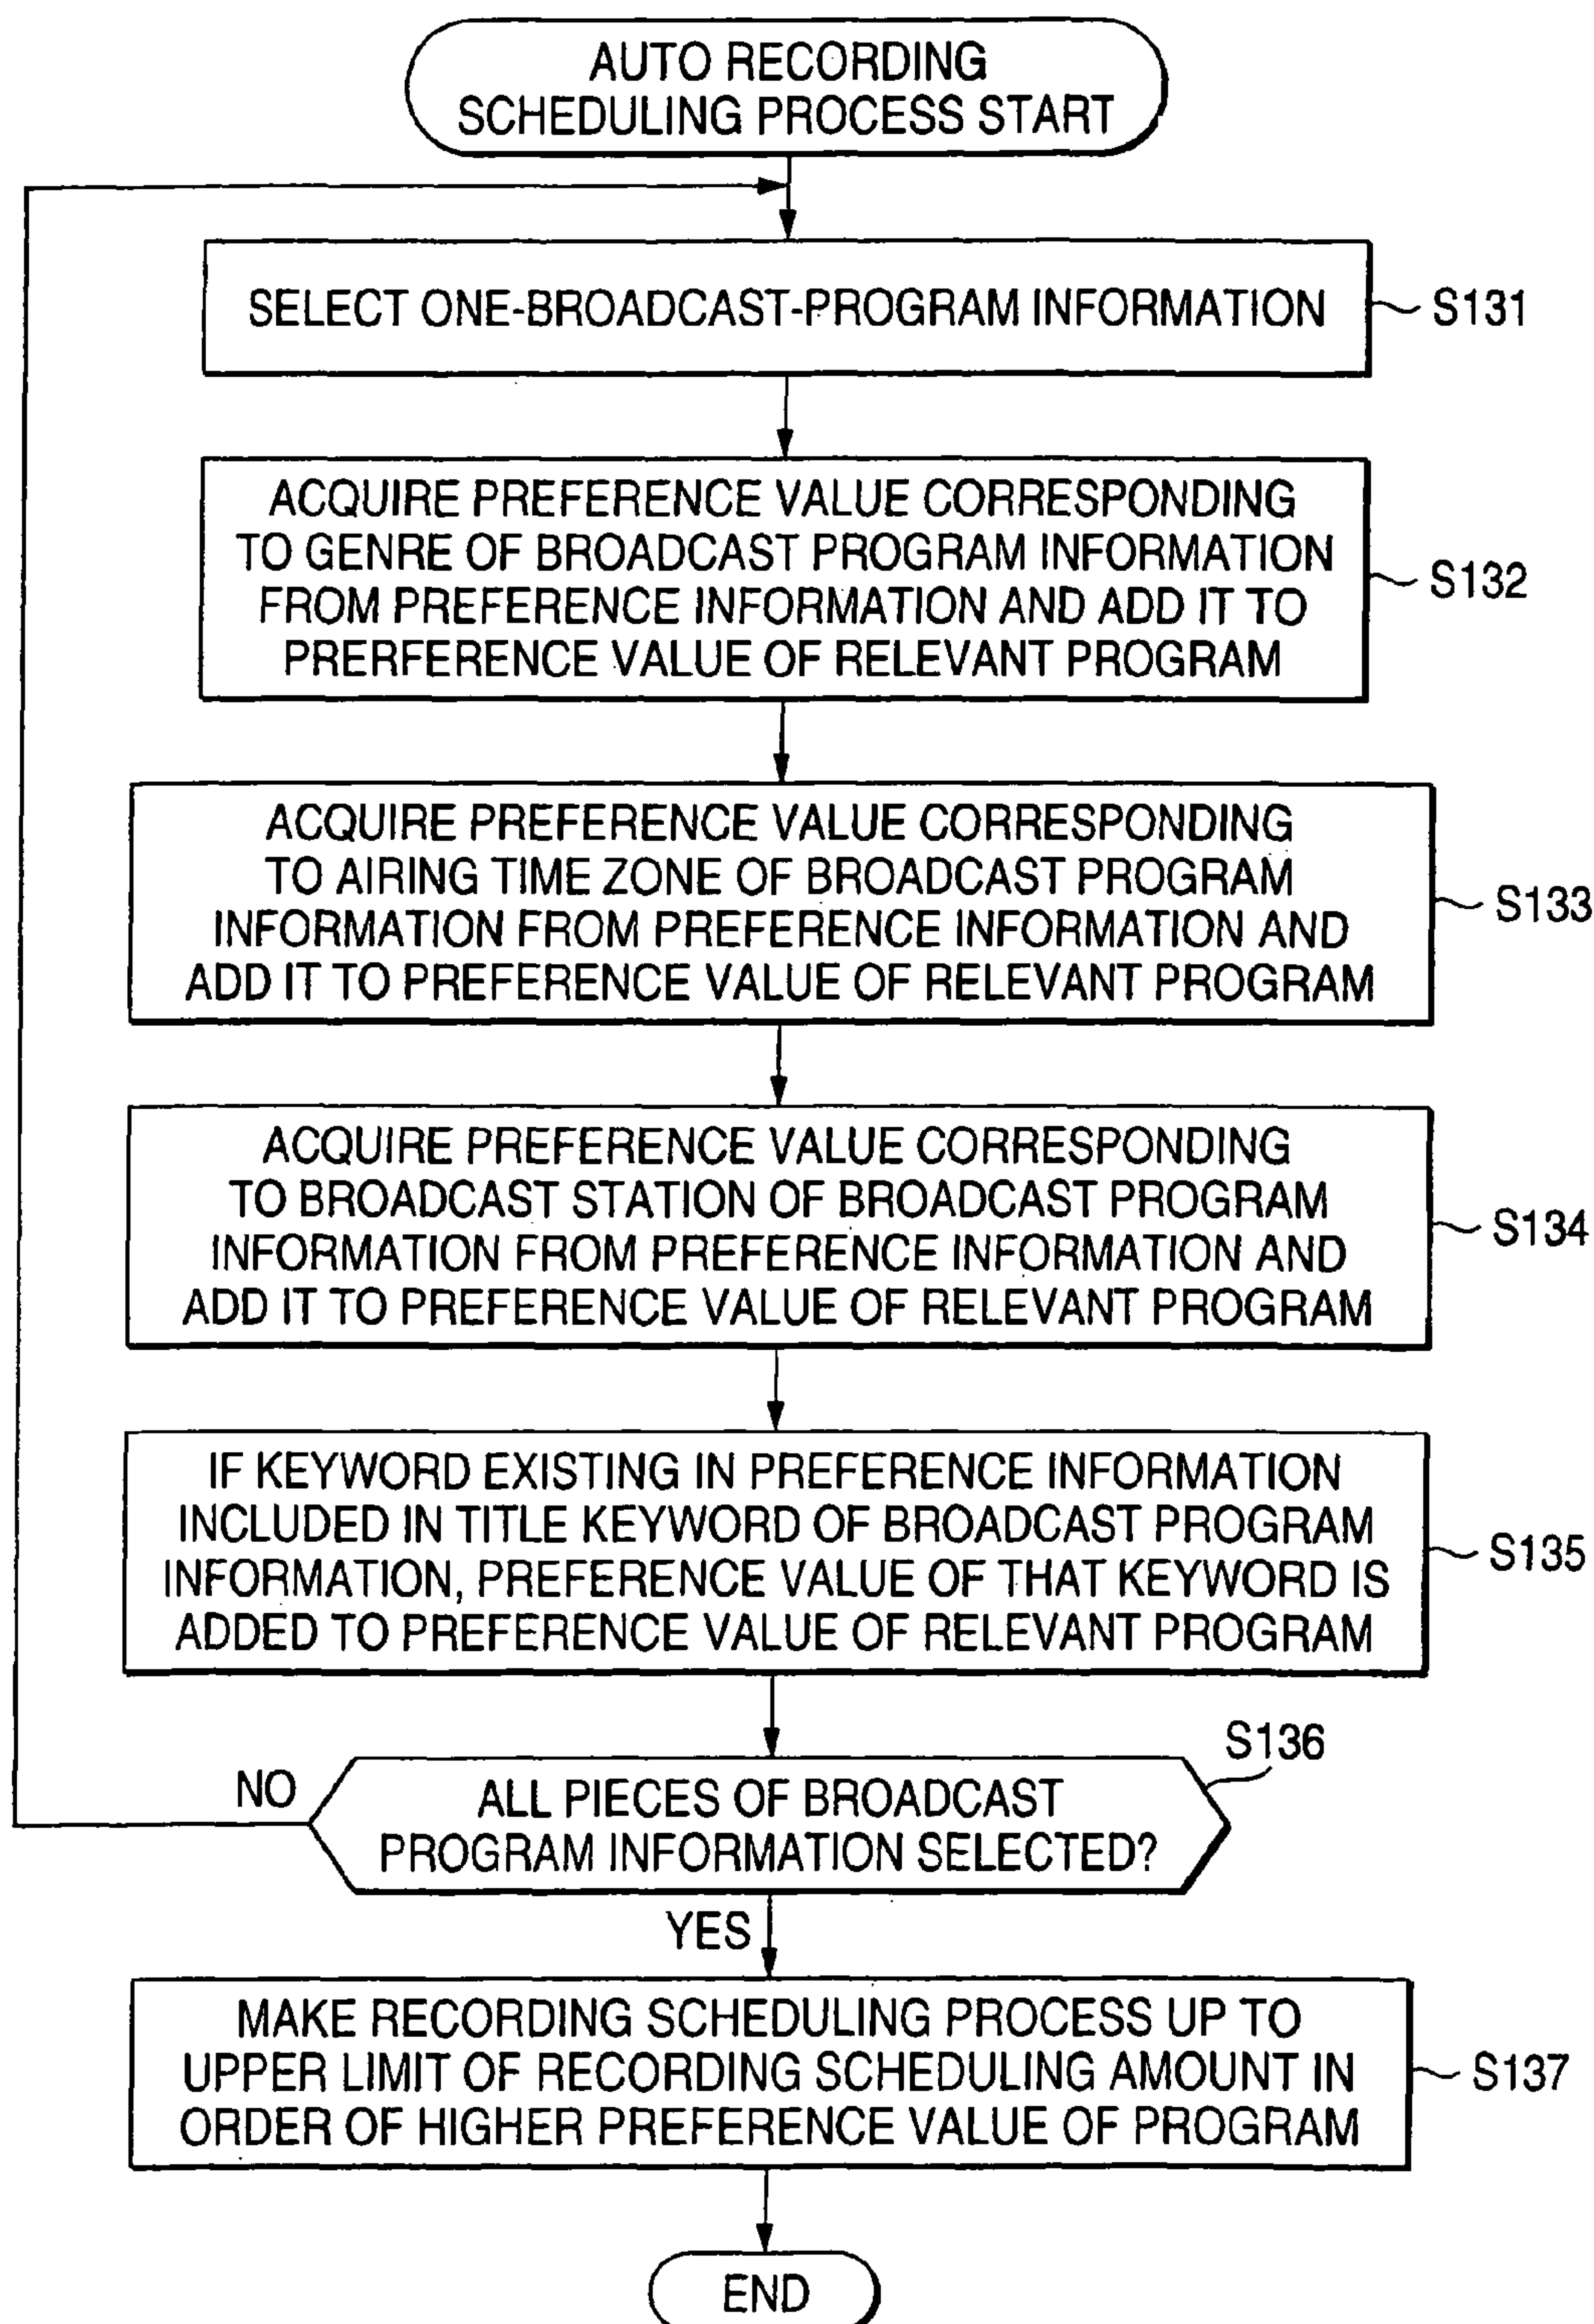 AUTO RECORDING
SCHEDULING PROCESS START
SELECT ONE-BROADCAST-PROGRAM INFORMATION
S131
ACQUIRE PREFERENCE VALUE CORRESPONDING
TO GENRE OF BROADCAST PROGRAM INFORMATION
FROM PREFERENCE INFORMATION AND ADD IT TO
PRERFERENCE VALUE OF RELEVANT PROGRAM
S132
ACQUIRE PREFERENCE VALUE CORRESPONDING
TO AIRING TIME ZONE OF BROADCAST PROGRAM
INFORMATION FROM PREFERENCE INFORMATION AND
ADD IT TO PREFERENCE VALUE OF RELEVANT PROGRAM
S133
ACQUIRE PREFERENCE VALUE CORRESPONDING
TO BROADCAST STATION OF BROADCAST PROGRAM
INFORMATION FROM PREFERENCE INFORMATION AND
ADD IT TO PREFERENCE VALUE OF RELEVANT PROGRAM
S134
IF KEYWORD EXISTING IN PREFERENCE INFORMATION
INCLUDED IN TITLE KEYWORD OF BROADCAST PROGRAM
INFORMATION, PREFERENCE VALUE OF THAT KEYWORD IS
ADDED TO PREFERENCE VALUE OF RELEVANT PROGRAM
S135
S136
NO
ALL PIECES OF BROADCAST
PROGRAM INFORMATION SELECTED?
YES
MAKE RECORDING SCHEDULING PROCESS UP TO
UPPER LIMIT OF RECORDING SCHEDULING AMOUNT IN
ORDER OF HIGHER PREFERENCE VALUE OF PROGRAM
S137
END